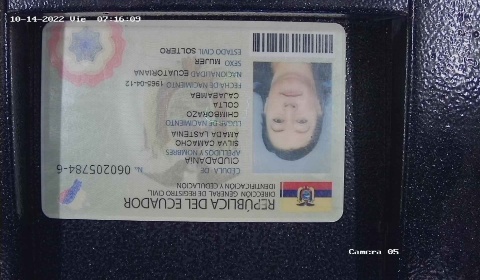 10-14-2022 Vie 07:16:09
REPÚBLICA DEL ECUADOR
DIRECCIÓN GENERAL DE REGISTRO CIVIL
IDENTIFICACIÓN Y CEDULACIÓN
CÉDULA DE
CIUDADANÍA
No. 060205784-6
APELLIDOS Y NOMBRES
SILVA CAMACHO
AMADA LASTENIA
LUGAR DE NACIMIENTO
CHIMBORAZO
COLTA
CAJABAMBA
FECHA DE NACIMIENTO 1965-04-12
NACIONALIDAD ECUATORIANA
SEXO MUJER
ESTADO CIVIL SOLTERO
Camera 05